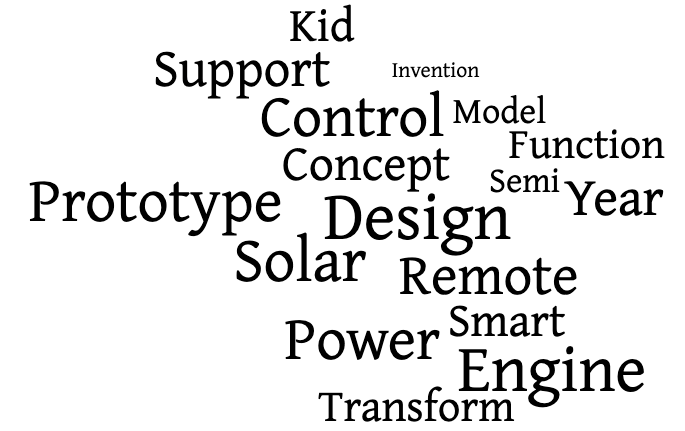 Kid
Support
Invention
Control
Model
Function
Concept
Semi
Prototype
Year
Design
Solar
Remote
Smart
Power
Engine
Transform